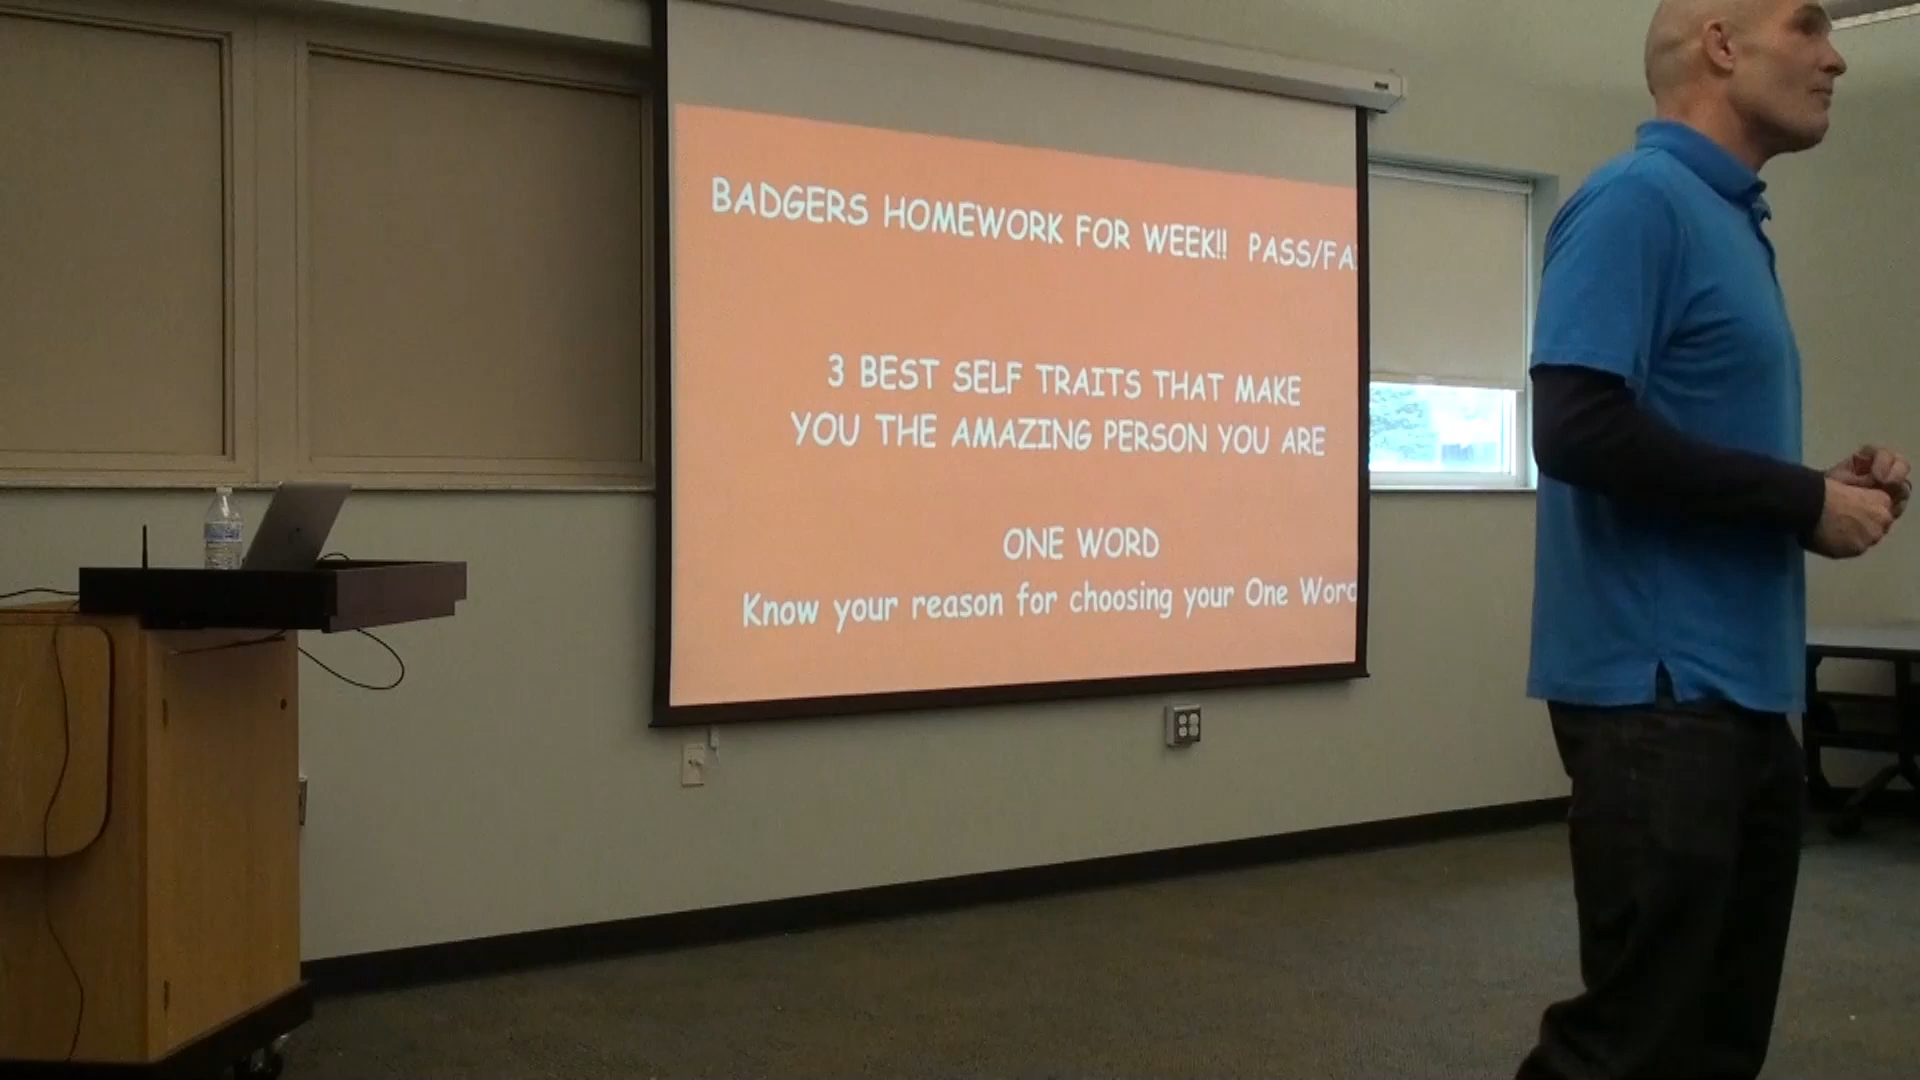 BADGERS HOMEWORK FOR WEEK!! PASS/FA
3 BEST SELF TRAITS THAT MAKE
YOU THE AMAZING PERSON YOU ARE
ONE WORD
Know your reason for choosing your One Word